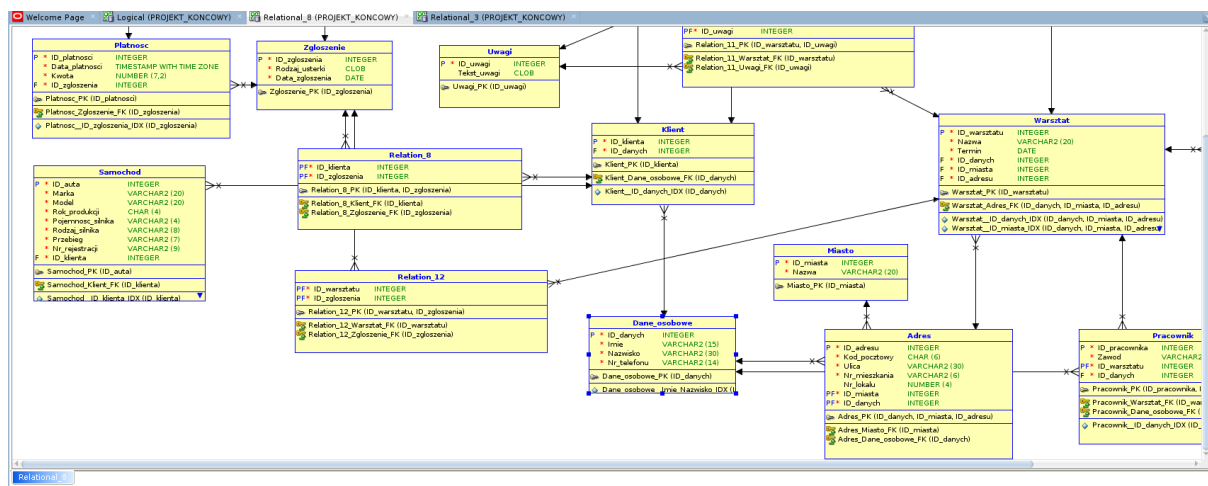 Welcome Page
Logical (PROJEKT_KONCOWY)
Relational_8 (PROJEKT_KONCOWY)
Relational_3 (PROJEKT_KONCOWY)
Platnosc
P * ID_platnosci INTEGER
* Data_platnosci TIMESTAMP WITH TIME ZONE
* Kwota NUMBER (7,2)
F * ID_zgloszenia INTEGER
Platnosc_PK (ID_platnosci)
Platnosc_Zgloszenie_FK (ID_zgloszenia)
Platnosc__ID_zgloszenia_IDX (ID_zgloszenia)
Zgloszenie
P * ID_zgloszenia INTEGER
* Rodzaj_usterki CLOB
* Data_zgloszenia DATE
Zgloszenie_PK (ID_zgloszenia)
Uwagi
P * ID_uwagi INTEGER
Tekst_uwagi CLOB
Uwagi_PK (ID_uwagi)
PF* ID_uwagi INTEGER
Relation_11_PK (ID_warsztatu, ID_uwagi)
Relation_11_Warsztat_FK (ID_warsztatu)
Relation_11_Uwagi_FK (ID_uwagi)
Klient
P * ID_klienta INTEGER
F * ID_danych INTEGER
Klient_PK (ID_klienta)
Klient_Dane_osobowe_FK (ID_danych)
Klient__ID_danych_IDX (ID_danych)
Warsztat
P * ID_warsztatu INTEGER
* Nazwa VARCHAR2 (20)
* Termin DATE
F * ID_danych INTEGER
F * ID_miasta INTEGER
F * ID_adresu INTEGER
Warsztat_PK (ID_warsztatu)
Warsztat_Adres_FK (ID_danych, ID_miasta, ID_adresu)
Warsztat__ID_danych_IDX (ID_danych, ID_miasta, ID_adresu)
Warsztat__ID_miasta_IDX (ID_danych, ID_miasta, ID_adresu
Relation_8
PF* ID_klienta INTEGER
PF* ID_zgloszenia INTEGER
Relation_8_PK (ID_klienta, ID_zgloszenia)
Relation_8_Klient_FK (ID_klienta)
Relation_8_Zgloszenie_FK (ID_zgloszenia)
Samochod
P * ID_auta INTEGER
* Marka VARCHAR2 (20)
* Model VARCHAR2 (20)
* Rok_produkcji CHAR (4)
* Pojemnosc_silnika VARCHAR2 (4)
* Rodzaj_silnika VARCHAR2 (8)
* Przebieg VARCHAR2 (7)
* Nr_rejestracji VARCHAR2 (9)
F * ID_klienta INTEGER
Samochod_PK (ID_auta)
Samochod_Klient_FK (ID_klienta)
Samochod__ID_klienta_IDX (ID_klienta)
Relation_12
PF* ID_warsztatu INTEGER
PF* ID_zgloszenia INTEGER
Relation_12_PK (ID_warsztatu, ID_zgloszenia)
Relation_12_Warsztat_FK (ID_warsztatu)
Relation_12_Zgloszenie_FK (ID_zgloszenia)
Miasto
P * ID_miasta INTEGER
* Nazwa VARCHAR2 (20)
Miasto_PK (ID_miasta)
Dane_osobowe
P * ID_danych INTEGER
* Imie VARCHAR2 (15)
* Nazwisko VARCHAR2 (30)
* Nr_telefonu VARCHAR2 (14)
Dane_osobowe_PK (ID_danych)
Dane_osobowe__Imie_Nazwisko_IDX (I
Adres
P * ID_adresu INTEGER
* Kod_pocztowy CHAR (6)
* Ulica VARCHAR2 (30)
* Nr_mieszkania VARCHAR2 (6)
Nr_lokalu NUMBER (4)
PF* ID_miasta INTEGER
PF* ID_danych INTEGER
Adres_PK (ID_danych, ID_miasta, ID_adresu)
Adres_Miasto_FK (ID_miasta)
Adres_Dane_osobowe_FK (ID_danych)
Pracownik
P * ID_pracownika INTEGER
* Zawod VARCHAR2
PF* ID_warsztatu INTEGER
F * ID_danych INTEGER
Pracownik_PK (ID_pracownika, I
Pracownik_Warsztat_FK (ID_wa
Pracownik_Dane_osobowe_FK (
Pracownik__ID_danych_IDX (ID_